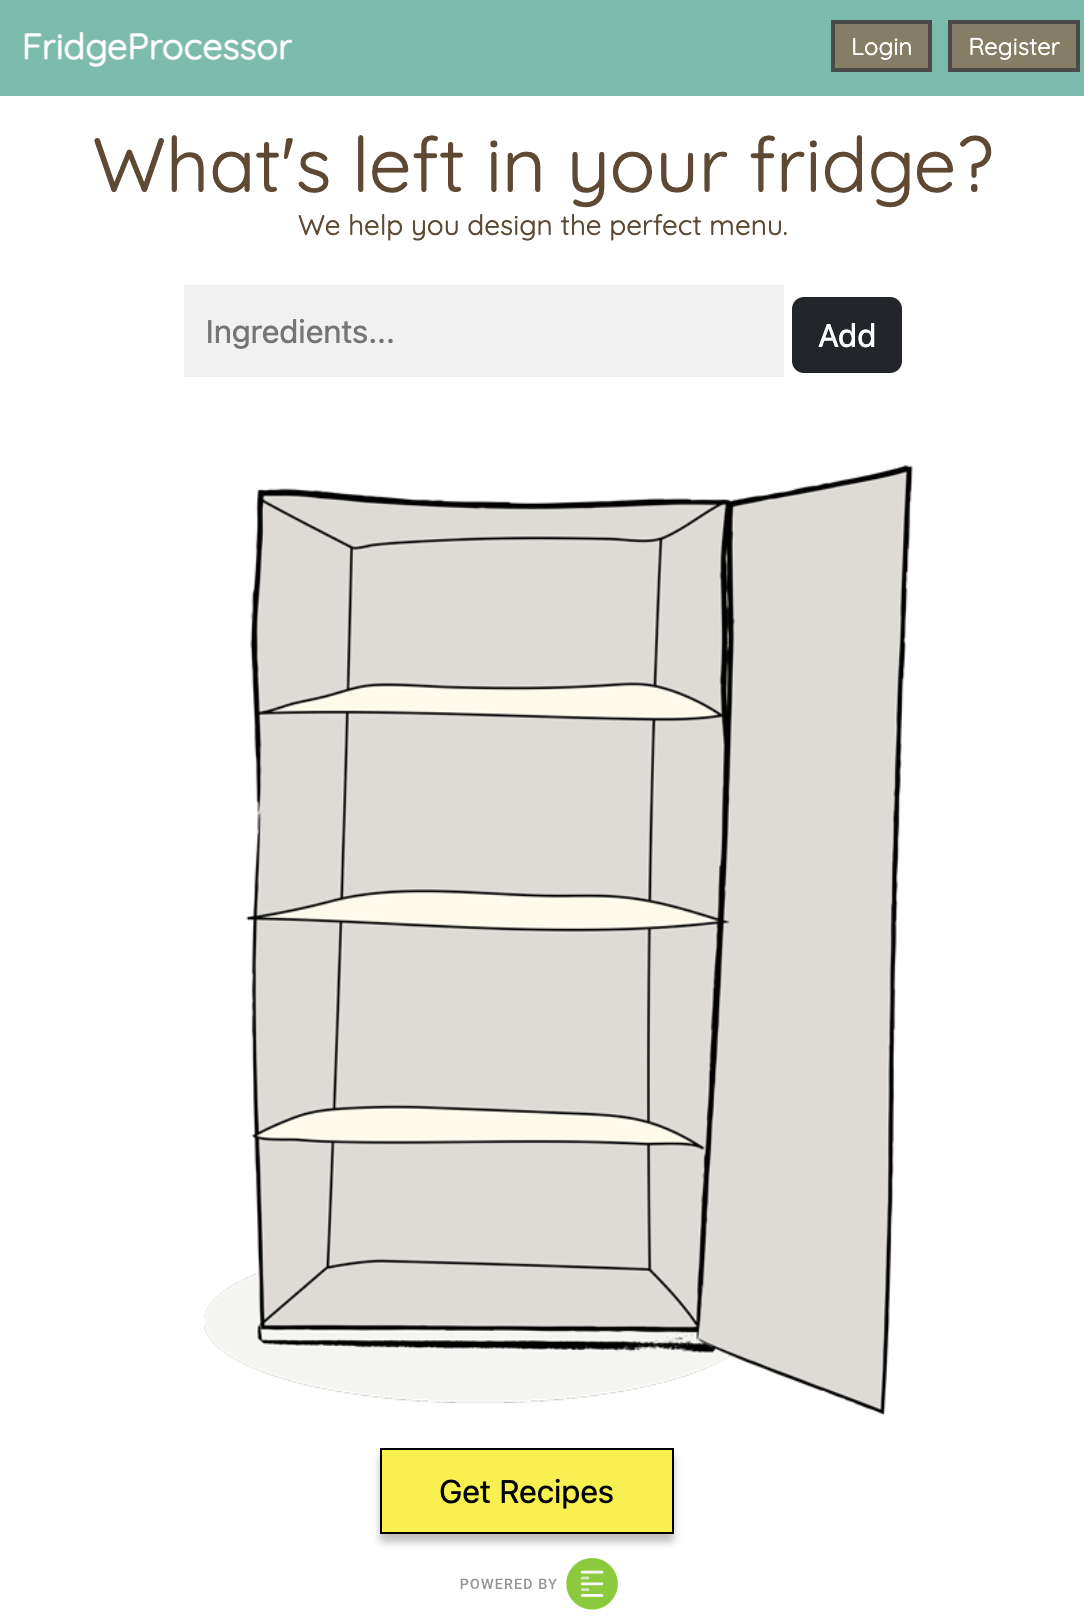 FridgeProcessor
Login
Register
What's left in your fridge?
We help you design the perfect menu.
Ingredients...
Add
Get Recipes
POWERED BY